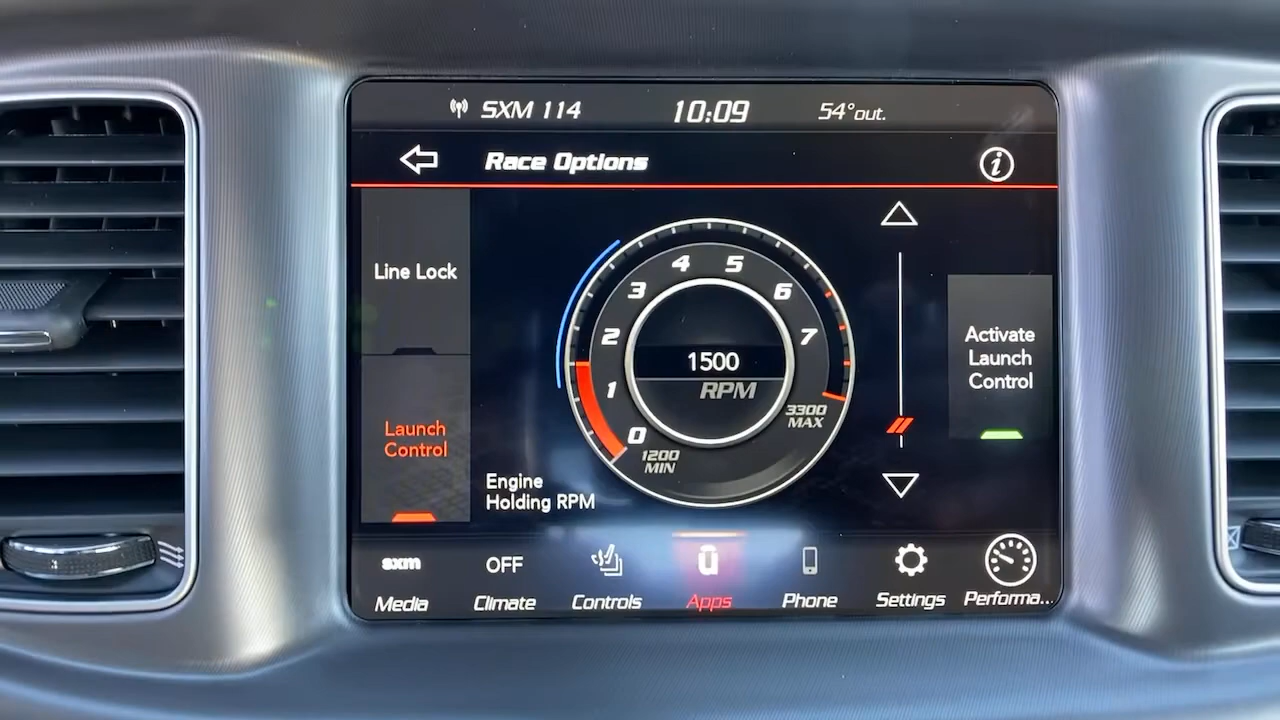 SXM 114 10:09 54°out.
Race Options
Line Lock
Launch
Control
4 5
3 6
2 7
1
0
1500
RPM
1200
MIN
3300
MAX
Engine
Holding RPM
Activate
Launch
Control
sxm OFF
Media Climate Controls Apps Phone Settings Performa...